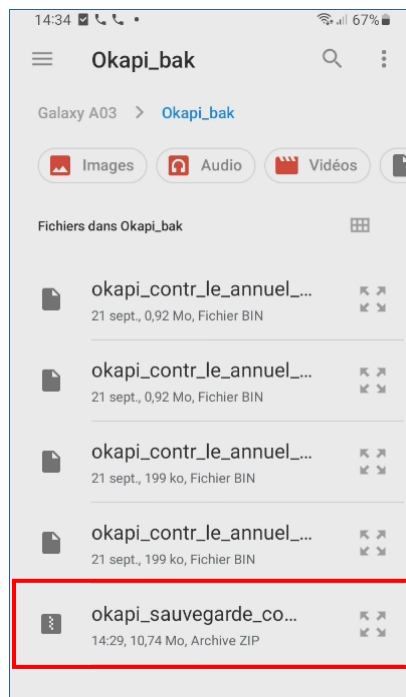 14:34 67%
Okapi_bak
Galaxy A03 > Okapi_bak
Images Audio Vidéos
Fichiers dans Okapi_bak
okapi_contr_le_annuel_...
21 sept., 0,92 Mo, Fichier BIN
okapi_contr_le_annuel_...
21 sept., 0,92 Mo, Fichier BIN
okapi_contr_le_annuel_...
21 sept., 199 ko, Fichier BIN
okapi_contr_le_annuel_...
21 sept., 199 ko, Fichier BIN
okapi_sauvegarde_co...
14:29, 10,74 Mo, Archive ZIP